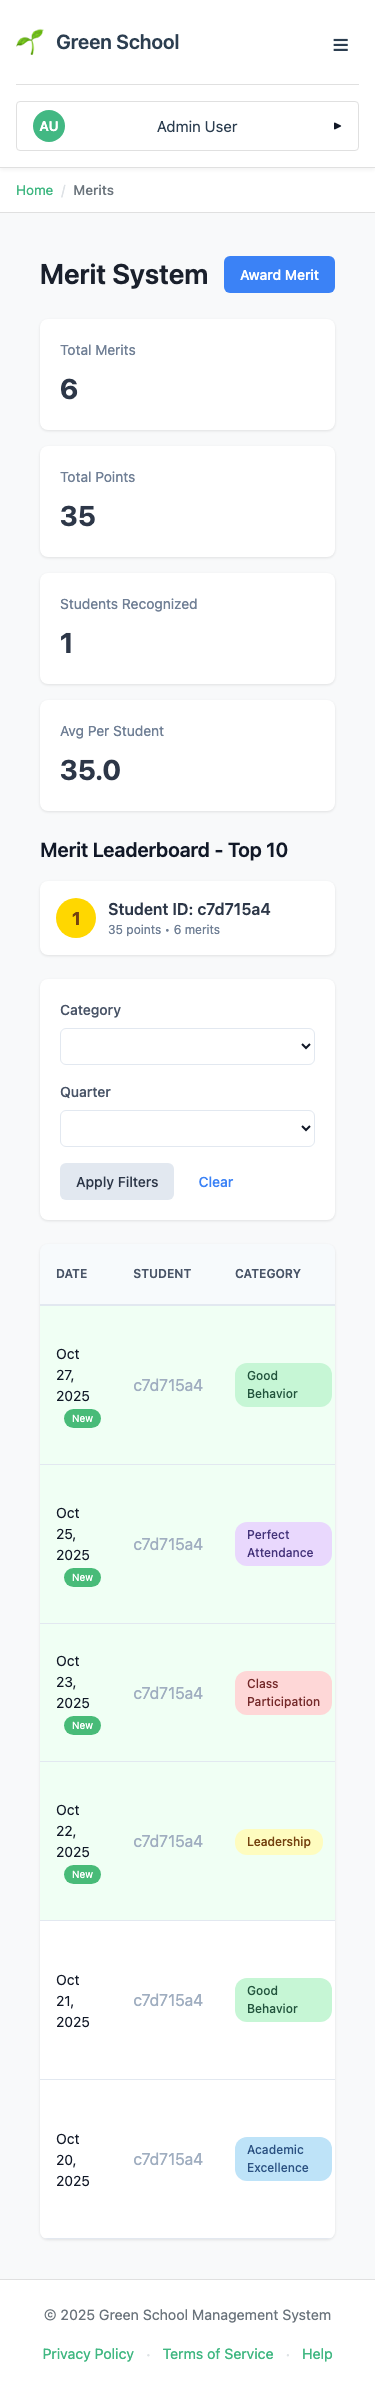 Green School
AU
Admin User
Home / Merits
Merit System
Award Merit
Total Merits
6
Total Points
35
Students Recognized
1
Avg Per Student
35.0
Merit Leaderboard - Top 10
1
Student ID: c7d715a4
35 points • 6 merits
Category
Quarter
Apply Filters
Clear
DATE STUDENT CATEGORY
Oct
27,
2025
New
c7d715a4
Good
Behavior
Oct
25,
2025
New
c7d715a4
Perfect
Attendance
Oct
23,
2025
New
c7d715a4
Class
Participation
Oct
22,
2025
New
c7d715a4
Leadership
Oct
21,
2025
c7d715a4
Good
Behavior
Oct
20,
2025
c7d715a4
Academic
Excellence
© 2025 Green School Management System
Privacy Policy · Terms of Service · Help